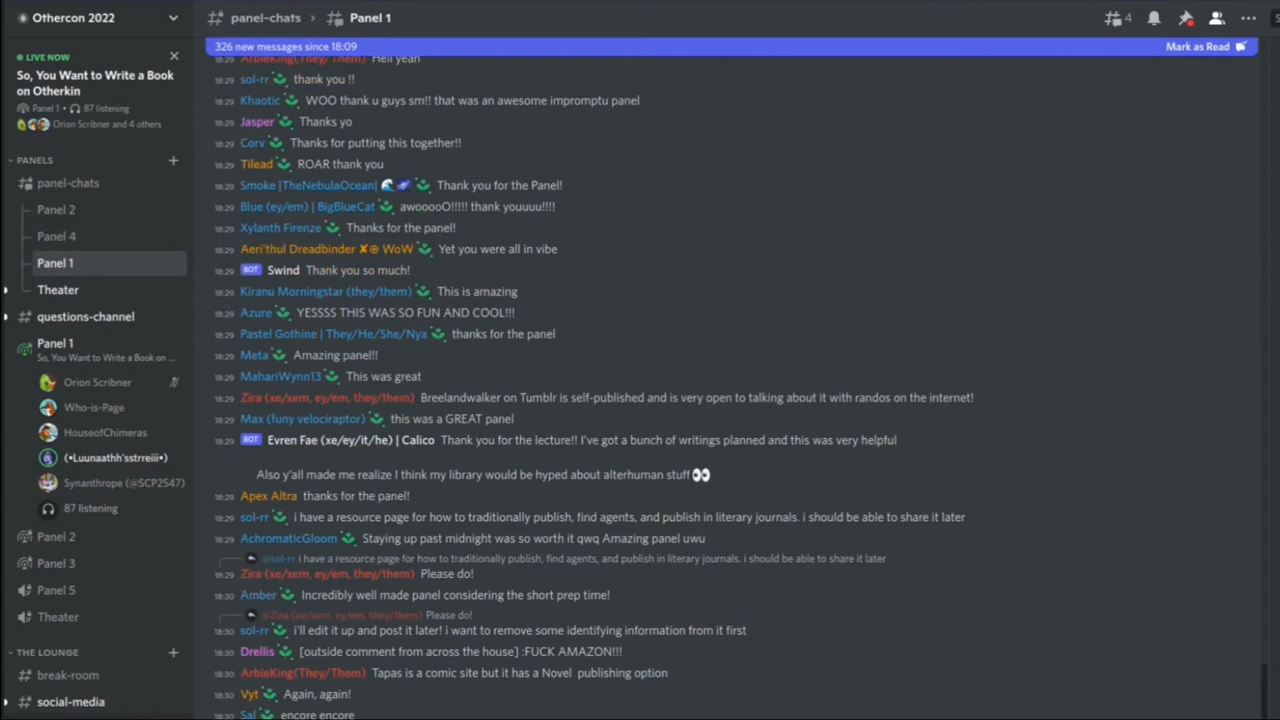 Othercon 2022
panel-chats › Panel 1
4
326 new messages since 18:09
Mark as Read
LIVE NOW
So, You Want to Write a Book
on Otherkin
Panel 1 • 87 listening
Orion Scribner and 4 others
PANELS
panel-chats
Panel 2
Panel 4
Panel 1
Theater
questions-channel
Panel 1
So, You Want to Write a Book on ...
Orion Scribner
Who-is-Page
HouseofChimeras
(•Luunaathh'sstrreiii•)
Synanthrope (@SCP2547)
87 listening
Panel 2
Panel 3
Panel 5
Theater
THE LOUNGE
break-room
social-media
18:29 ArbieKing(They/Them) Hell yeah
18:29 sol-rr thank you !!
18:29 Khaotic WOO thank u guys sm!! that was an awesome impromptu panel
18:29 Jasper Thanks yo
18:29 Corv Thanks for putting this together!!
18:29 Tilead ROAR thank you
18:29 Smoke |TheNebulaOcean| 🌊🌌 Thank you for the Panel!
18:29 Blue (ey/em) | BigBlueCat awooooO!!!!! thank youuuu!!!!
18:29 Xylanth Firenze Thanks for the panel!
18:29 Aeri'thul Dreadbinder ✘⊕ WoW Yet you were all in vibe
18:29 BOT Swind Thank you so much!
18:29 Kiranu Morningstar (they/them) This is amazing
18:29 Azure YESSSS THIS WAS SO FUN AND COOL!!!
18:29 Pastel Gothine | They/He/She/Nya thanks for the panel
18:29 Meta Amazing panel!!
18:29 MahariWynn13 This was great
18:29 Zira (xe/xem, ey/em, they/them) Breelandwalker on Tumblr is self-published and is very open to talking about it with randos on the internet!
18:29 Max (funy velociraptor) this was a GREAT panel
18:29 BOT Evren Fae (xe/ey/it/he) | Calico Thank you for the lecture!! I've got a bunch of writings planned and this was very helpful
Also y'all made me realize I think my library would be hyped about alterhuman stuff 👀
18:29 Apex Altra thanks for the panel!
18:29 sol-rr i have a resource page for how to traditionally publish, find agents, and publish in literary journals. i should be able to share it later
18:29 AchromaticGloom Staying up past midnight was so worth it qwq Amazing panel uwu
@sol-rr i have a resource page for how to traditionally publish, find agents, and publish in literary journals. i should be able to share it later
18:29 Zira (xe/xem, ey/em, they/them) Please do!
18:30 Amber Incredibly well made panel considering the short prep time!
@Zira (xe/xem, ey/em, they/them) Please do!
18:30 sol-rr i'll edit it up and post it later! i want to remove some identifying information from it first
18:30 Drellis [outside comment from across the house] :FUCK AMAZON!!!
18:30 ArbieKing(They/Them) Tapas is a comic site but it has a Novel publishing option
18:30 Vyt Again, again!
18:30 Sal encore encore